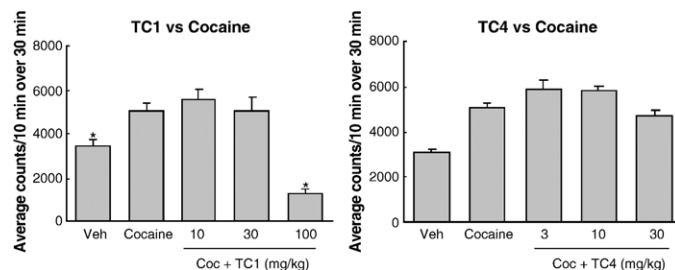 TC1 vs Cocaine
Average counts/10 min over 30 min
8000
6000
4000
2000
0
*
*
Veh Cocaine 10 30 100
Coc + TC1 (mg/kg)
TC4 vs Cocaine
Average counts/10 min over 30 min
8000
6000
4000
2000
0
Veh Cocaine 3 10 30
Coc + TC4 (mg/kg)